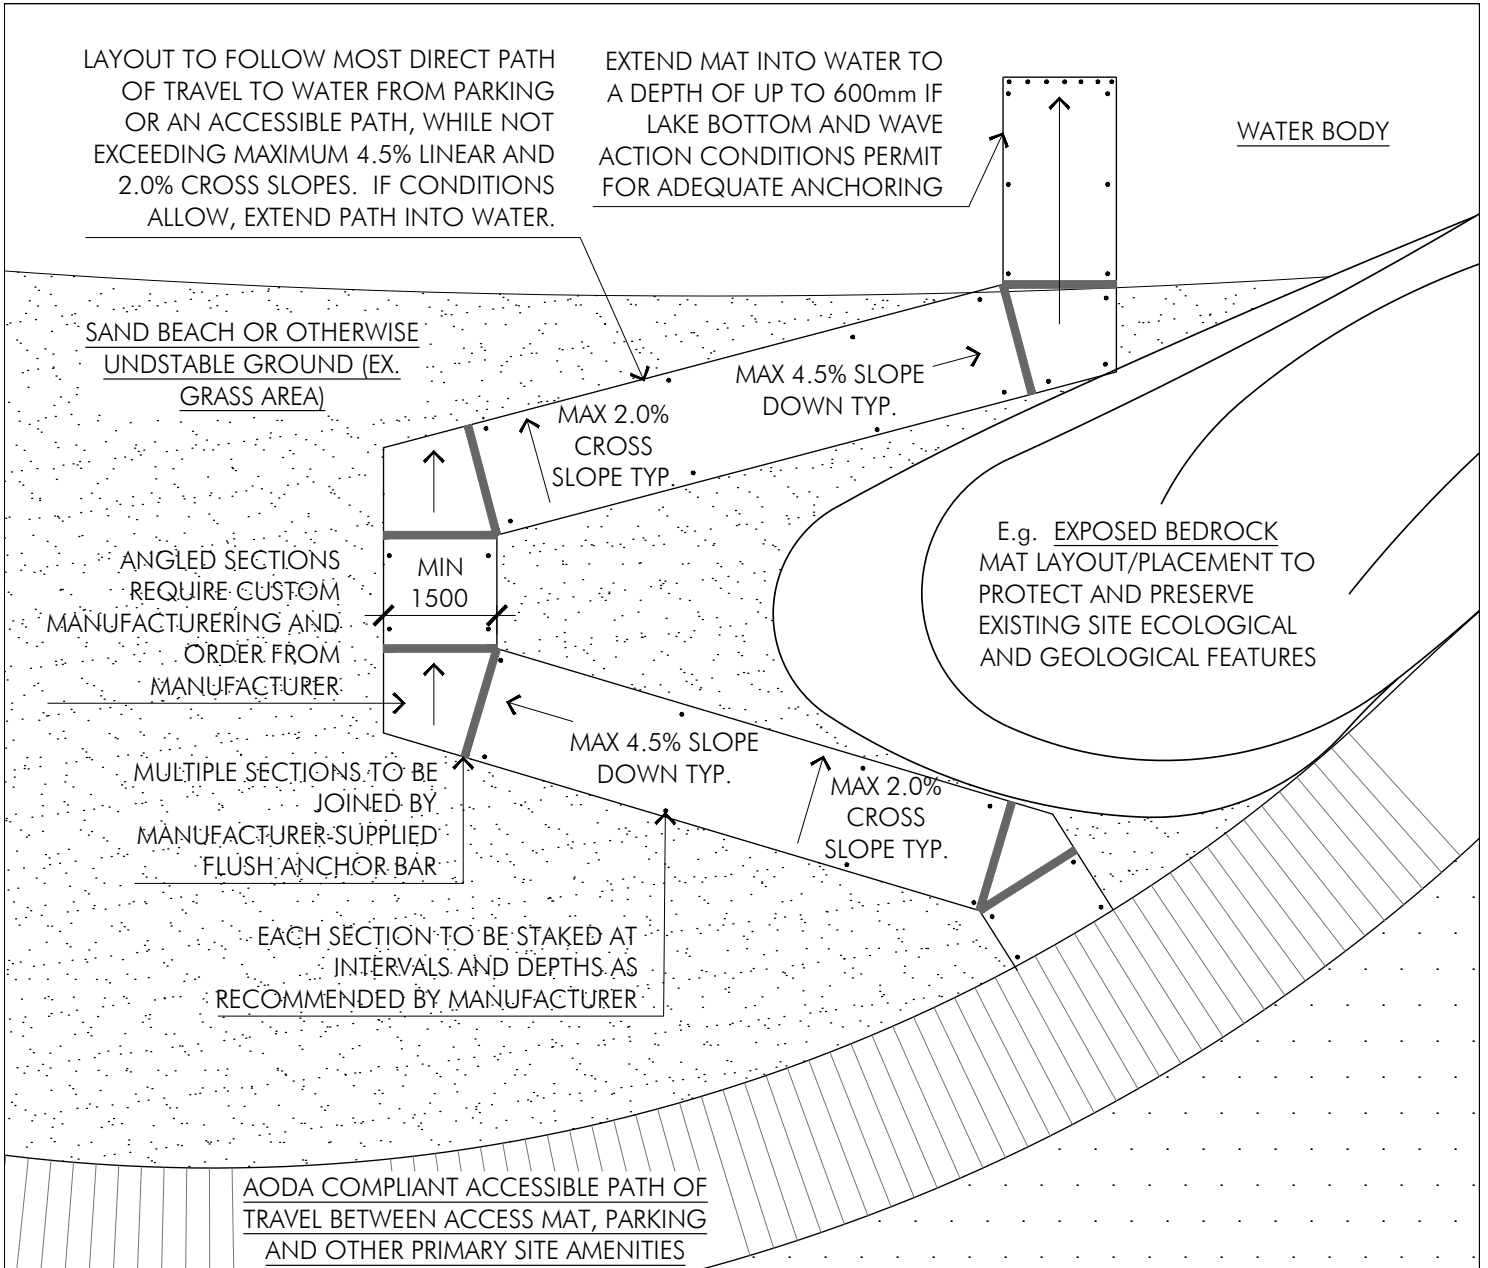 LAYOUT TO FOLLOW MOST DIRECT PATH
OF TRAVEL TO WATER FROM PARKING
OR AN ACCESSIBLE PATH, WHILE NOT
EXCEEDING MAXIMUM 4.5% LINEAR AND
2.0% CROSS SLOPES. IF CONDITIONS
ALLOW, EXTEND PATH INTO WATER.
EXTEND MAT INTO WATER TO
A DEPTH OF UP TO 600mm IF
LAKE BOTTOM AND WAVE
ACTION CONDITIONS PERMIT
FOR ADEQUATE ANCHORING
WATER BODY
SAND BEACH OR OTHERWISE
UNDSTABLE GROUND (EX.
GRASS AREA)
MAX 4.5% SLOPE
DOWN TYP.
MAX 2.0%
CROSS
SLOPE TYP.
E.g. EXPOSED BEDROCK
MAT LAYOUT/PLACEMENT TO
PROTECT AND PRESERVE
EXISTING SITE ECOLOGICAL
AND GEOLOGICAL FEATURES
ANGLED SECTIONS
REQUIRE CUSTOM
MANUFACTURERING AND
ORDER FROM
MANUFACTURER
MIN
1500
MAX 4.5% SLOPE
DOWN TYP.
MAX 2.0%
CROSS
SLOPE TYP.
MULTIPLE SECTIONS TO BE
JOINED BY
MANUFACTURER-SUPPLIED
FLUSH ANCHOR BAR
EACH SECTION TO BE STAKED AT
INTERVALS AND DEPTHS AS
RECOMMENDED BY MANUFACTURER
AODA COMPLIANT ACCESSIBLE PATH OF
TRAVEL BETWEEN ACCESS MAT, PARKING
AND OTHER PRIMARY SITE AMENITIES